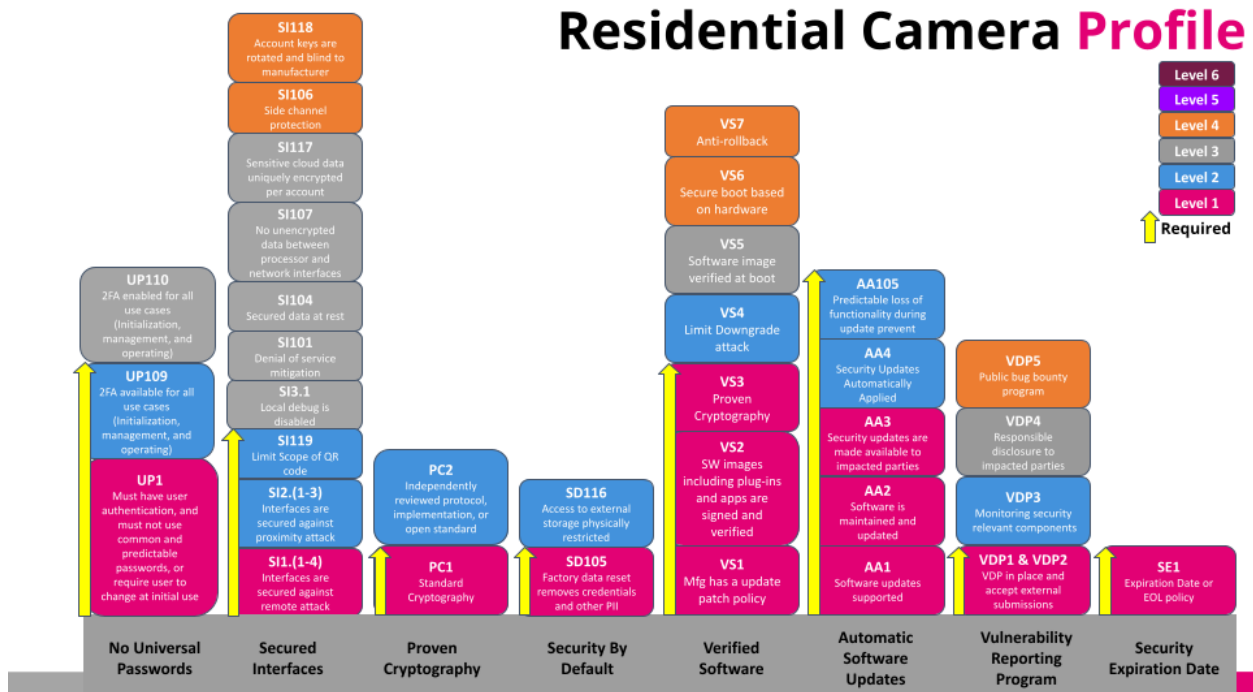 Residential Camera Profile
Level 6
Level 5
Level 4
Level 3
Level 2
Level 1
Required
UP110
2FA enabled for all
use cases
(Initialization,
management, and
operating)
UP109
2FA available for all
use cases
(Initialization,
management, and
operating)
UP1
Must have user
authentication, and
must not use
common and
predictable
passwords, or
require user to
change at initial use
No Universal
Passwords
SI118
Account keys are
rotated and blind to
manufacturer
SI106
Side channel
protection
SI117
Sensitive cloud data
uniquely encrypted
per account
SI107
No unencrypted
data between
processor and
network interfaces
SI104
Secured data at rest
SI101
Denial of service
mitigation
SI3.1
Local debug is
disabled
SI119
Limit Scope of QR
code
SI2.(1-3)
Interfaces are
secured against
proximity attack
SI1.(1-4)
Interfaces are
secured against
remote attack
Secured
Interfaces
PC2
Independently
reviewed protocol,
implementation, or
open standard
PC1
Standard
Cryptography
Proven
Cryptography
SD116
Access to external
storage physically
restricted
SD105
Factory data reset
removes credentials
and other PII
Security By
Default
VS7
Anti-rollback
VS6
Secure boot based
on hardware
VS5
Software image
verified at boot
VS4
Limit Downgrade
attack
VS3
Proven
Cryptography
VS2
SW images
including plug-ins
and apps are
signed and
verified
VS1
Mfg has a update
patch policy
Verified
Software
AA105
Predictable loss of
functionality during
update prevent
AA4
Security Updates
Automatically
Applied
AA3
Security updates are
made available to
impacted parties
AA2
Software is
maintained and
updated
AA1
Software updates
supported
Automatic
Software
Updates
VDP5
Public bug bounty
program
VDP4
Responsible
disclosure to
impacted parties
VDP3
Monitoring security
relevant components
VDP1 & VDP2
VDP in place and
accept external
submissions
Vulnerability
Reporting
Program
SE1
Expiration Date or
EOL policy
Security
Expiration Date